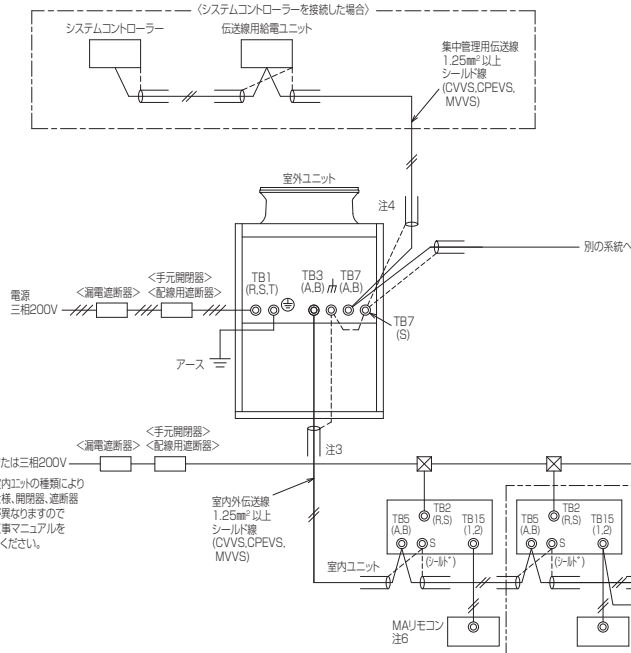 〈システムコントローラーを接続した場合〉
システムコントローラー
伝送線用給電ユニット
集中管理用伝送線
1.25mm²以上
シールド線
(CVVS,CPEVS,
MVVS)
室外ユニット
注4
別の系統へ
TB1
(R,S,T)
TB3
(A,B)
TB7
(A,B)
TB7
(S)
電源
三相200V
<漏電遮断器>
<手元開閉器>
<配線用遮断器>
アース
注3
たは三相200V
<漏電遮断器>
<手元開閉器>
<配線用遮断器>
室内ユニットの種類により
様、開閉器、遮断器
異なりますので
事マニュアルを
ください。
室内外伝送線
1.25mm²以上
シールド線
(CVVS,CPEVS,
MVVS)
TB2
(R,S)
TB5
(A,B)
S
TB15
(1,2)
(シールド)
TB2
(R,S)
TB5
(A,B)
S
TB15
(1,2)
(シールド)
室内ユニット
MAリモコン
注6